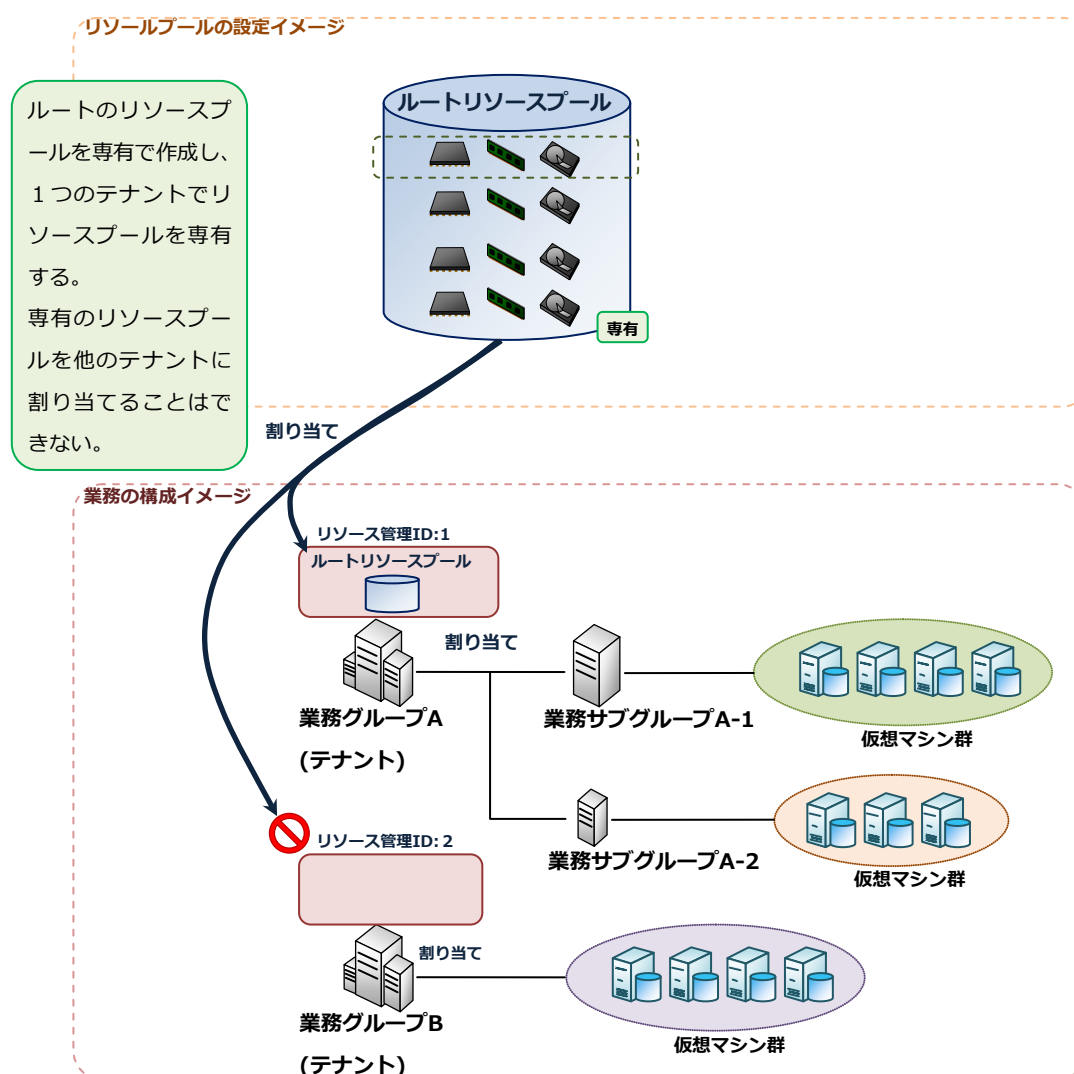 リソールプールの設定イメージ
ルートのリソースプ
ールを専有で作成し、
１つのテナントでリ
ソースプールを専有
する。
専有のリソースプー
ルを他のテナントに
割り当てることはで
きない。
ルートリソースプール
専有
割り当て
業務の構成イメージ
リソース管理ID:1
ルートリソースプール
割り当て
業務グループA
(テナント)
業務サブグループA-1
仮想マシン群
業務サブグループA-2
仮想マシン群
リソース管理ID:2
割り当て
業務グループB
(テナント)
仮想マシン群